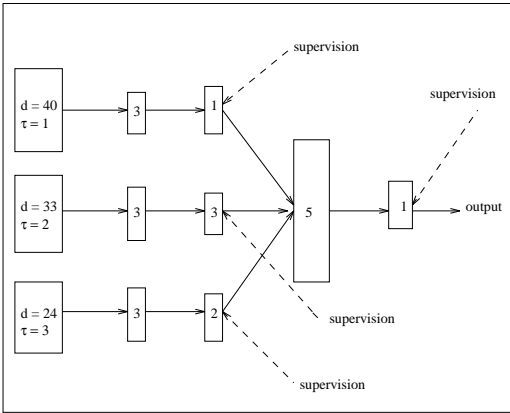 supervision
d = 40
τ = 1
3
1
supervision
d = 33
τ = 2
3
3
5
1
output
d = 24
τ = 3
3
2
supervision
supervision